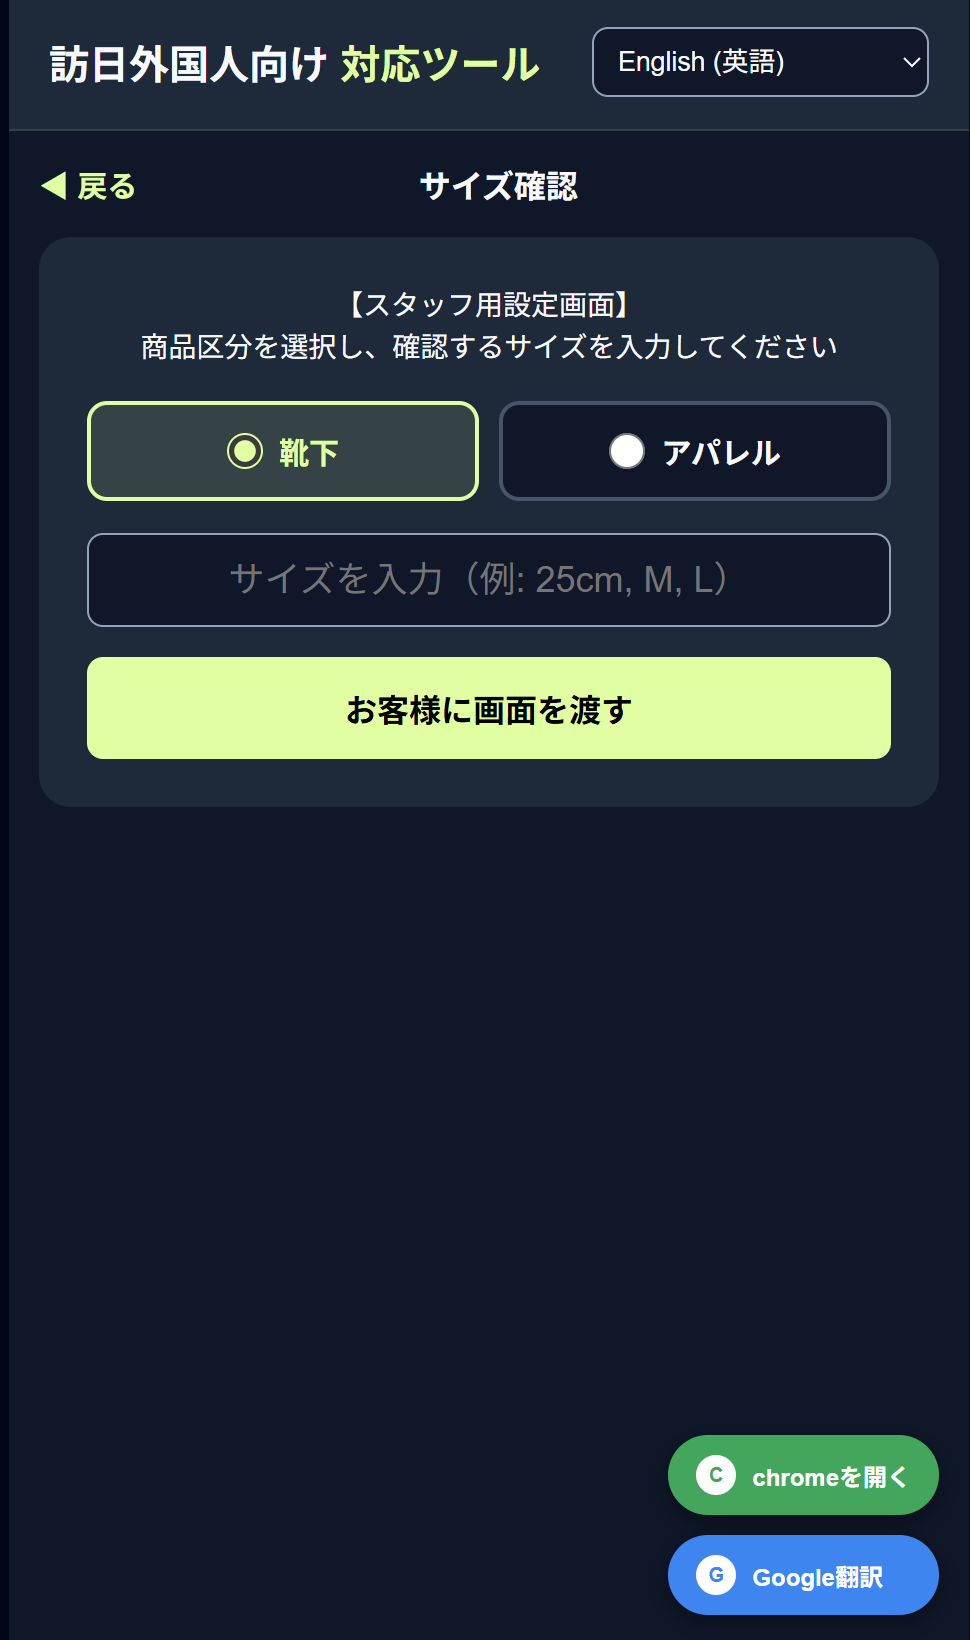 訪日外国人向け 対応ツール
English (英語)
◀ 戻る
サイズ確認
【スタッフ用設定画面】
商品区分を選択し、確認するサイズを入力してください
靴下
アパレル
サイズを入力（例: 25cm, M, L）
お客様に画面を渡す
C chromeを開く
G Google翻訳